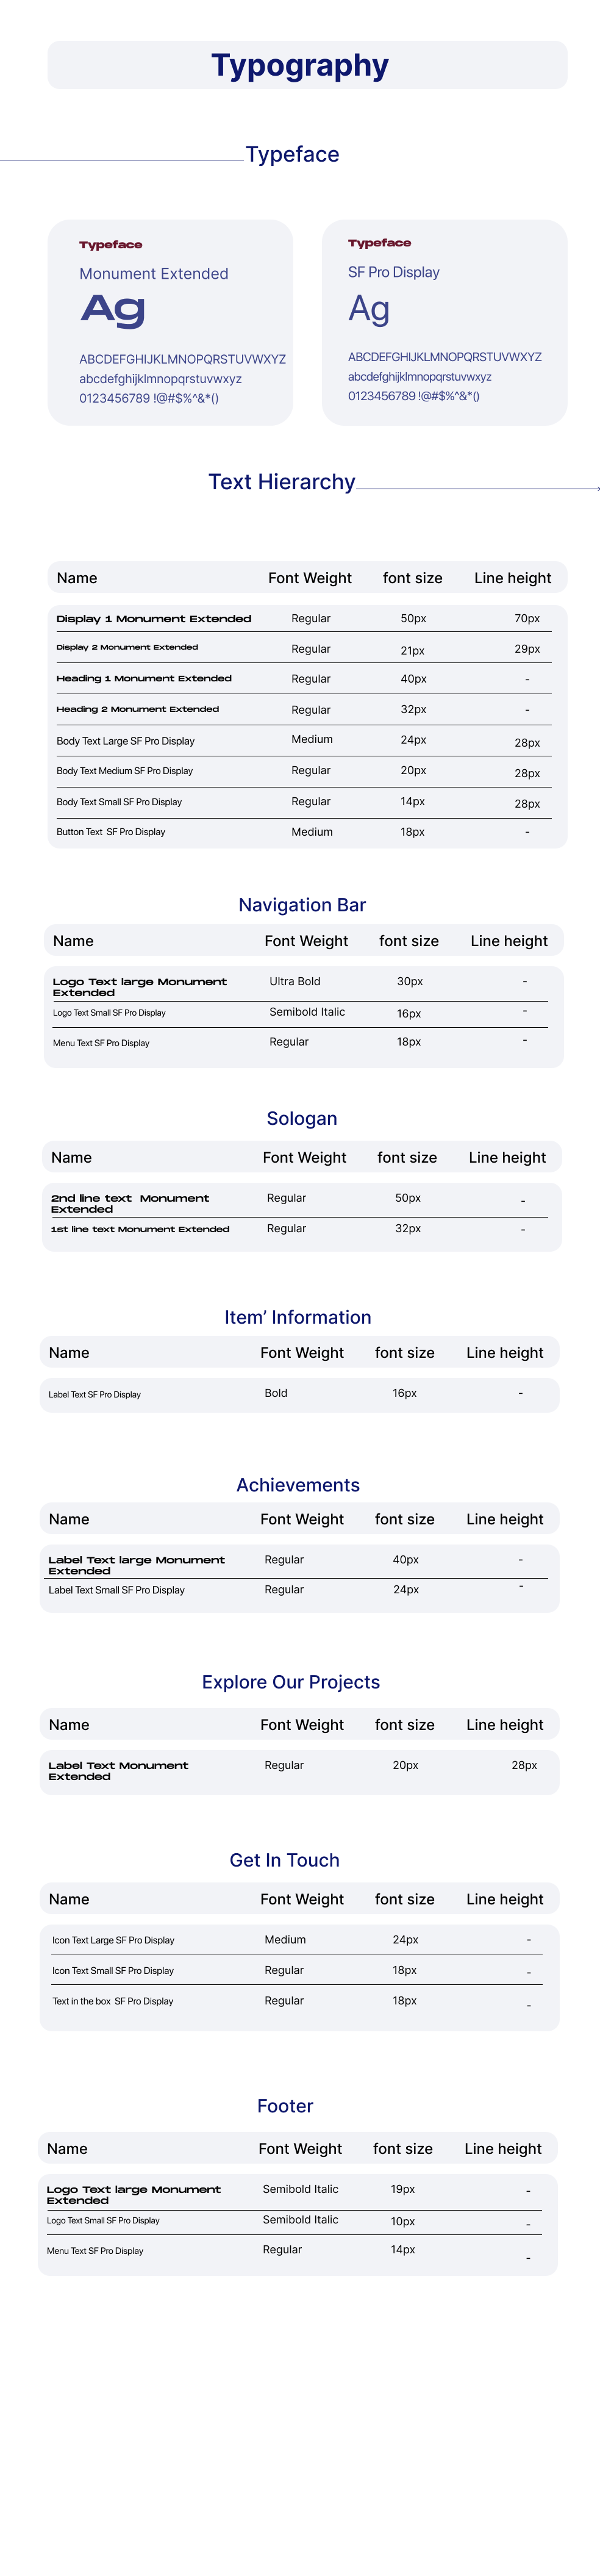 Typography
Typeface
Typeface
Monument Extended
Ag
ABCDEFGHIJKLMNOPQRSTUVWXYZ
abcdefghijklmnopqrstuvwxyz
0123456789 !@#$%^&*()
Typeface
SF Pro Display
Ag
ABCDEFGHIJKLMNOPQRSTUVWXYZ
abcdefghijklmnopqrstuvwxyz
0123456789 !@#$%^&*()
Text Hierarchy
Name Font Weight font size Line height
Display 1 Monument Extended Regular 50px 70px
Display 2 Monument Extended Regular 21px 29px
Heading 1 Monument Extended Regular 40px -
Heading 2 Monument Extended Regular 32px -
Body Text Large SF Pro Display Medium 24px 28px
Body Text Medium SF Pro Display Regular 20px 28px
Body Text Small SF Pro Display Regular 14px 28px
Button Text SF Pro Display Medium 18px -
Navigation Bar
Name Font Weight font size Line height
Logo Text large Monument Ultra Bold 30px -
Extended
Logo Text Small SF Pro Display Semibold Italic 16px -
Menu Text SF Pro Display Regular 18px -
Sologan
Name Font Weight font size Line height
2nd line text Monument Regular 50px -
Extended
1st line text Monument Extended Regular 32px -
Item’ Information
Name Font Weight font size Line height
Label Text SF Pro Display Bold 16px -
Achievements
Name Font Weight font size Line height
Label Text large Monument Regular 40px -
Extended
Label Text Small SF Pro Display Regular 24px -
Explore Our Projects
Name Font Weight font size Line height
Label Text Monument Regular 20px 28px
Extended
Get In Touch
Name Font Weight font size Line height
Icon Text Large SF Pro Display Medium 24px -
Icon Text Small SF Pro Display Regular 18px -
Text in the box SF Pro Display Regular 18px -
Footer
Name Font Weight font size Line height
Logo Text large Monument Semibold Italic 19px -
Extended
Logo Text Small SF Pro Display Semibold Italic 10px -
Menu Text SF Pro Display Regular 14px -